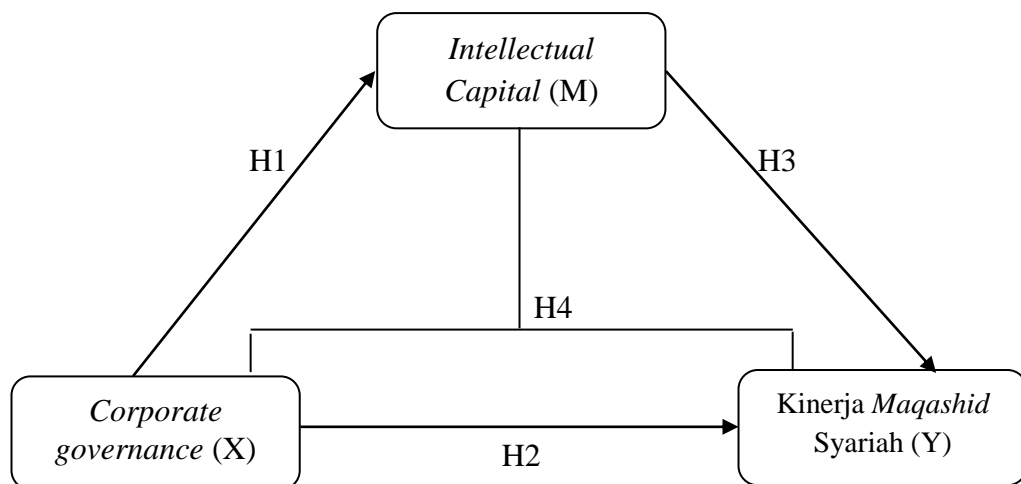 Intellectual
Capital (M)
H1
H3
H4
Corporate
governance (X)
Kinerja Maqashid
Syariah (Y)
H2